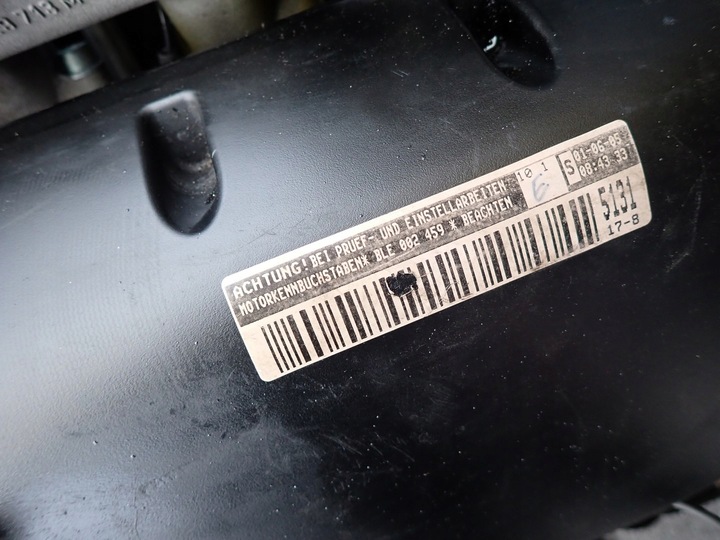 713
ACHTUNG! BEI PRUEF- UND EINSTELLARBEITEN
MOTORKENNBUCHSTABEN* BLE 002 459 * BEACHTEN
10 1
E
S
01-06-05
08:43 33
5131
17-8